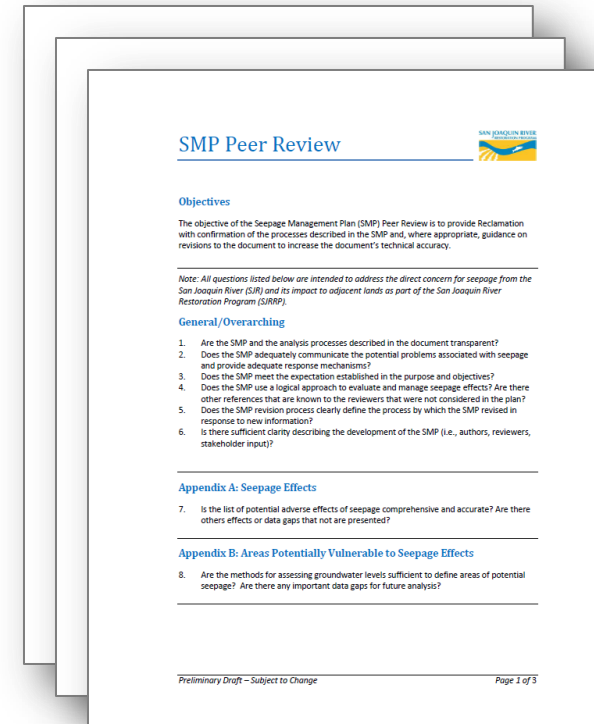 SMP Peer Review
SAN JOAQUIN RIVER
RESTORATION PROGRAM
Objectives
The objective of the Seepage Management Plan (SMP) Peer Review is to provide Reclamation
with confirmation of the processes described in the SMP and, where appropriate, guidance on
revisions to the document to increase the document's technical accuracy.
Note: All questions listed below are intended to address the direct concern for seepage from the
San Joaquin River (SJR) and its impact to adjacent lands as part of the San Joaquin River
Restoration Program (SJRRP).
General/Overarching
1. Are the SMP and the analysis processes described in the document transparent?
2. Does the SMP adequately communicate the potential problems associated with seepage
and provide adequate response mechanisms?
3. Does the SMP meet the expectation established in the purpose and objectives?
4. Does the SMP use a logical approach to evaluate and manage seepage effects? Are there
other references that are known to the reviewers that were not considered in the plan?
5. Does the SMP revision process clearly define the process by which the SMP revised in
response to new information?
6. Is there sufficient clarity describing the development of the SMP (i.e., authors, reviewers,
stakeholder input)?
Appendix A: Seepage Effects
7. Is the list of potential adverse effects of seepage comprehensive and accurate? Are there
others effects or data gaps that not are presented?
Appendix B: Areas Potentially Vulnerable to Seepage Effects
8. Are the methods for assessing groundwater levels sufficient to define areas of potential
seepage? Are there any important data gaps for future analysis?
Preliminary Draft – Subject to Change Page 1 of 3